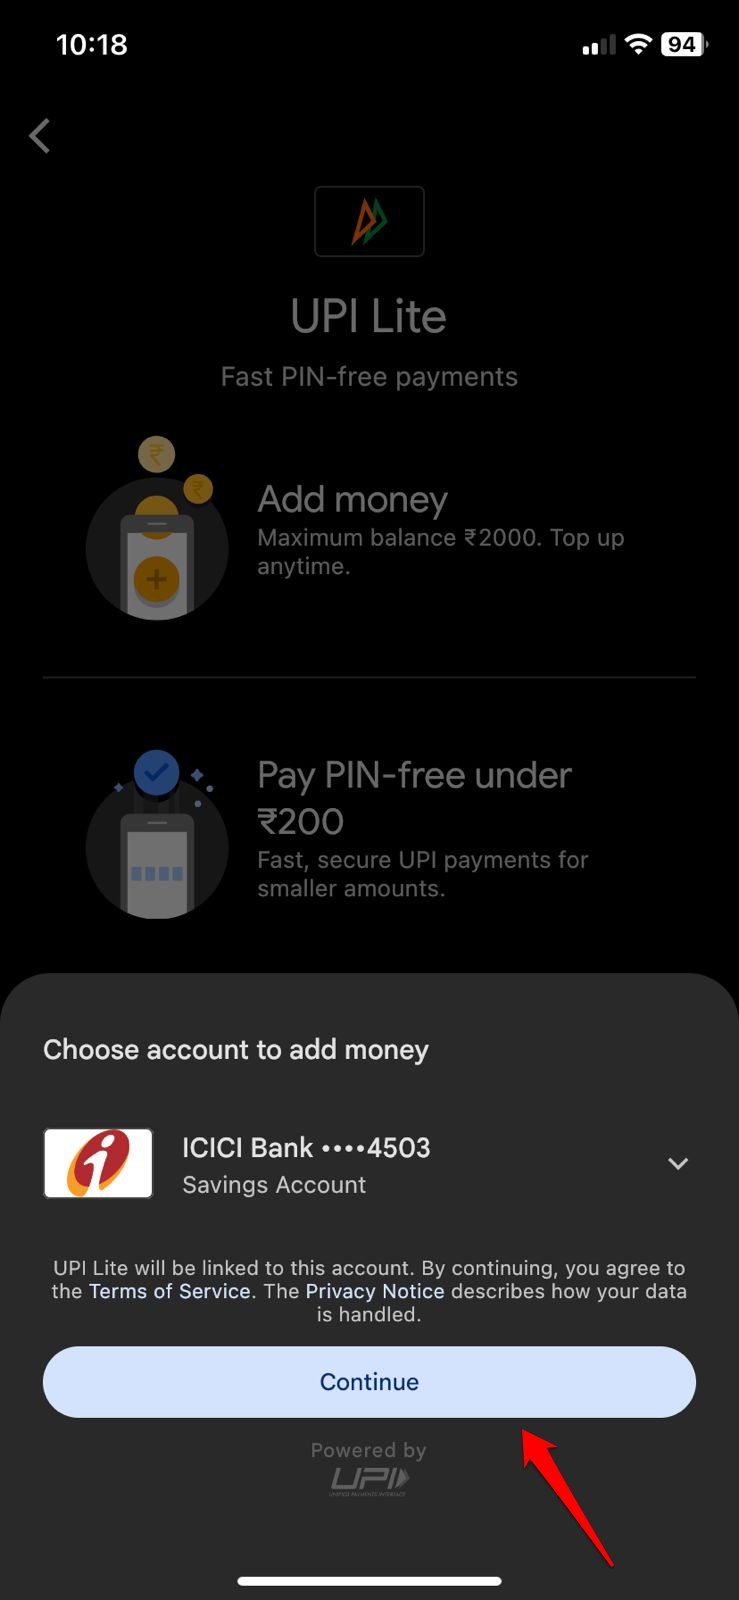 10:18
94
UPI Lite
Fast PIN-free payments
Add money
Maximum balance ₹2000. Top up
anytime.
Pay PIN-free under
₹200
Fast, secure UPI payments for
smaller amounts.
Choose account to add money
ICICI Bank ••••4503
Savings Account
UPI Lite will be linked to this account. By continuing, you agree to
the Terms of Service. The Privacy Notice describes how your data
is handled.
Continue
Powered by
UPI
UNIFIED PAYMENTS INTERFACE